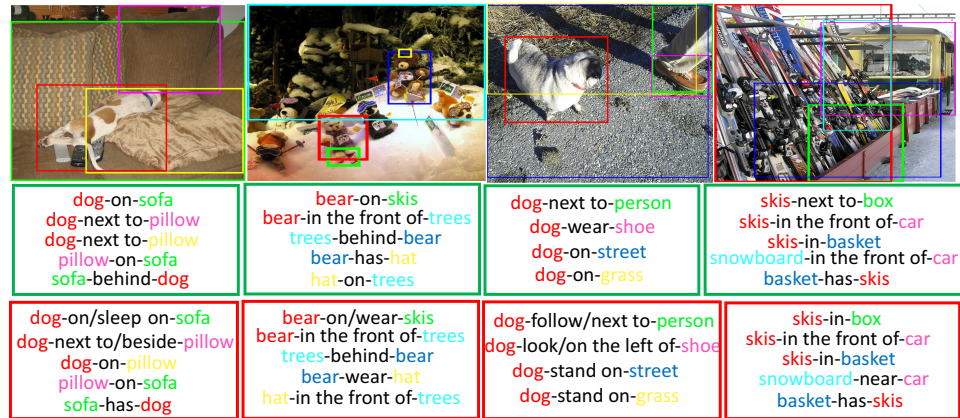 dog-on-sofa
dog-next to-pillow
dog-next to-pillow
pillow-on-sofa
sofa-behind-dog
bear-on-skis
bear-in the front of-trees
trees-behind-bear
bear-has-hat
hat-on-trees
dog-next to-person
dog-wear-shoe
dog-on-street
dog-on-grass
skis-next to-box
skis-in the front of-car
skis-in-basket
snowboard-in the front of-car
basket-has-skis
dog-on/sleep on-sofa
dog-next to/beside-pillow
dog-on-pillow
pillow-on-sofa
sofa-has-dog
bear-on/wear-skis
bear-in the front of-trees
trees-behind-bear
bear-wear-hat
hat-in the front of-trees
dog-follow/next to-person
dog-look/on the left of-shoe
dog-stand on-street
dog-stand on-grass
skis-in-box
skis-in the front of-car
skis-in-basket
snowboard-near-car
basket-has-skis